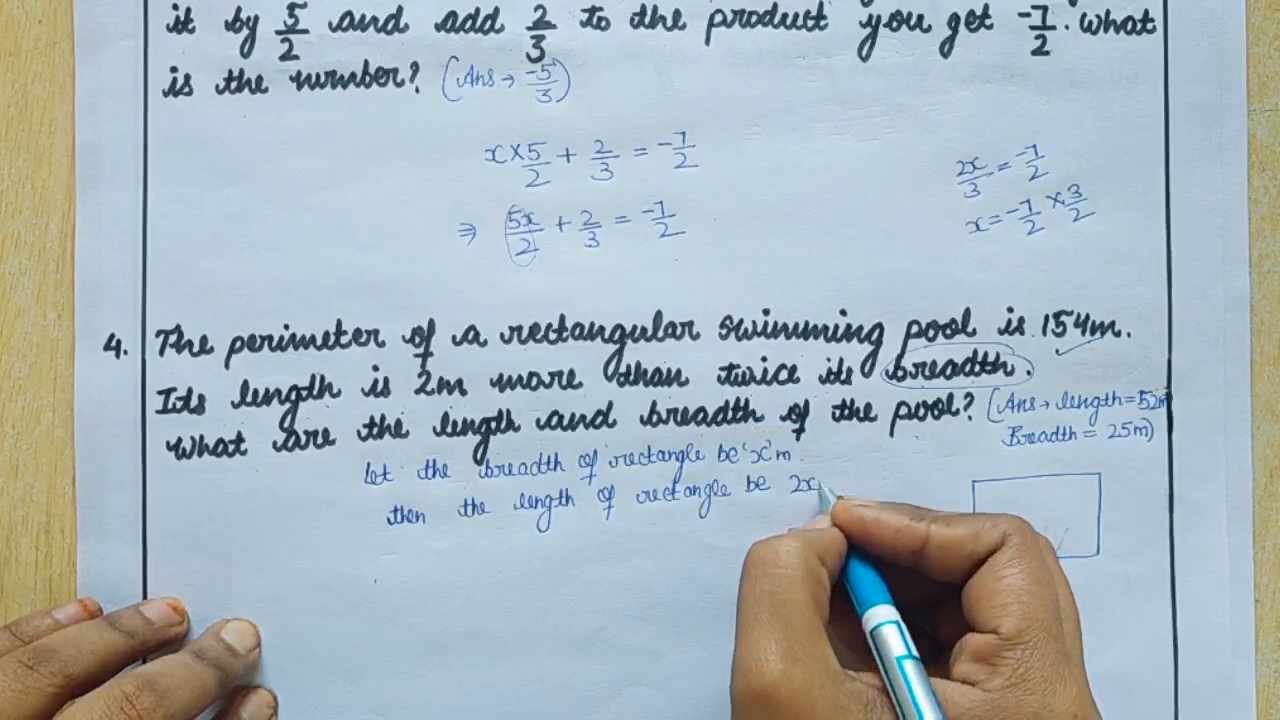 it by 5/2 and add 2/3 to the product you get -7/2. what
is the number? (Ans → -5/3)
x × 5/2 + 2/3 = -7/2
⇒ 5x/2 + 2/3 = -7/2
2x/3 = -7/2
x = -7/2 × 3/2
4. The perimeter of a rectangular swimming pool is 154m.
Its length is 2m more than twice its breadth.
What are the length and breadth of the pool? (Ans → length = 52m
Breadth = 25m)
Let the breadth of rectangle be 'x' m.
then the length of rectangle be 2x